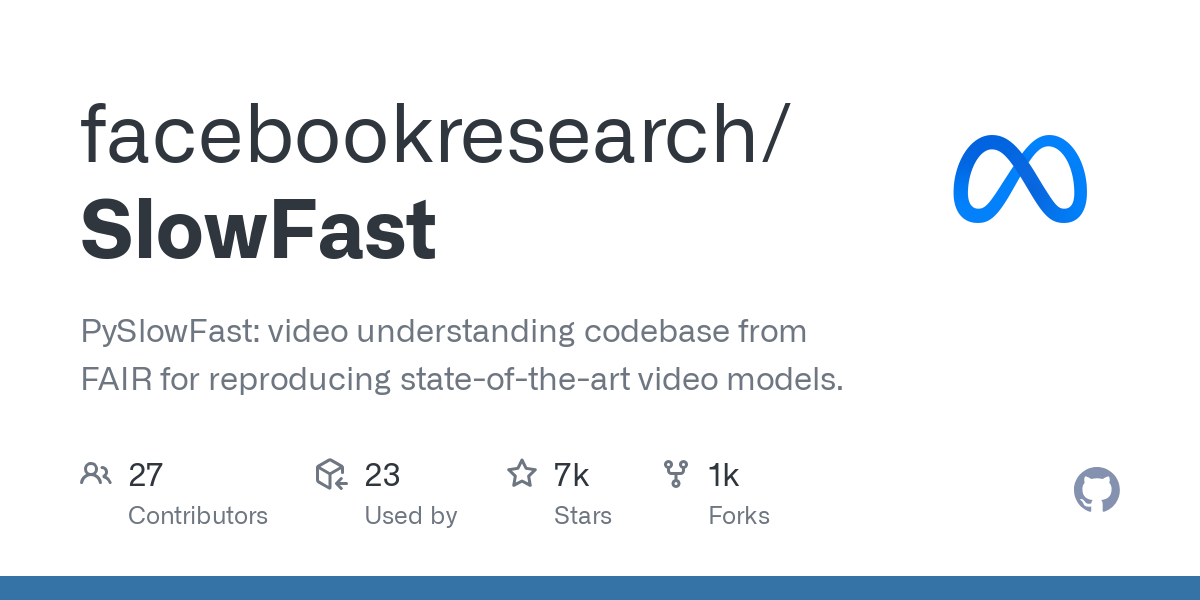 facebookresearch/
SlowFast
PySlowFast: video understanding codebase from
FAIR for reproducing state-of-the-art video models.
27 23 7k 1k
Contributors Used by Stars Forks